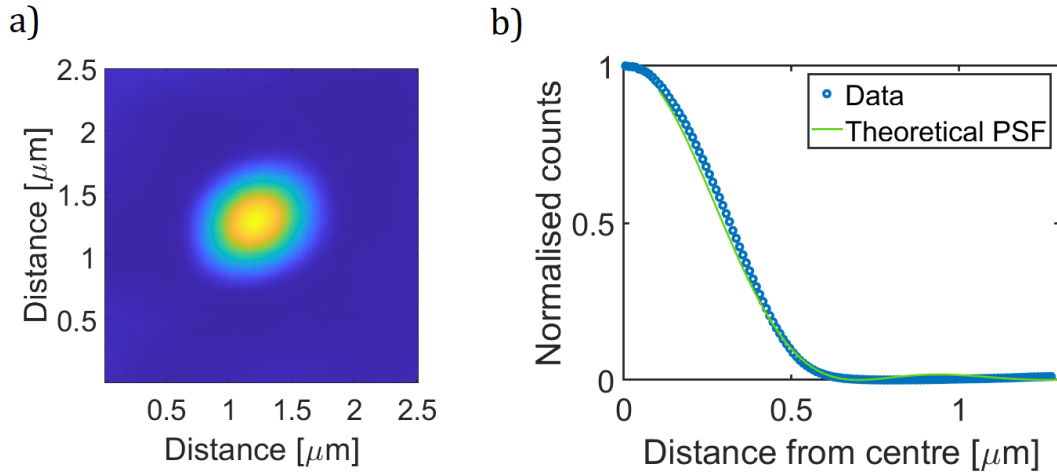 a)
2.5
2
1.5
1
0.5
Distance [μm]
0.5 1 1.5 2 2.5
Distance [μm]
b)
1
0.5
0
Normalised counts
Data
Theoretical PSF
0 0.5 1
Distance from centre [μm]